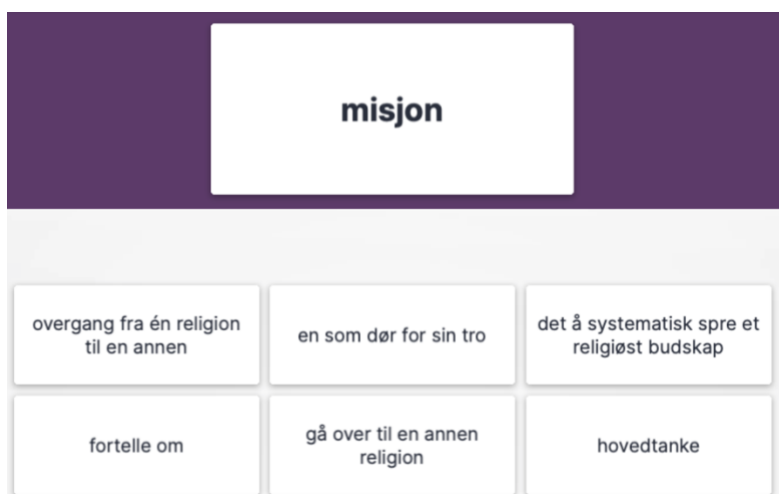 misjon
overgang fra én religion
til en annen
en som dør for sin tro
det å systematisk spre et
religiøst budskap
fortelle om
gå over til en annen
religion
hovedtanke